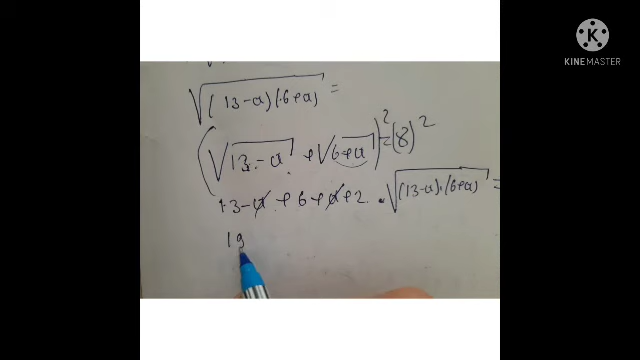 K
KINEMASTER
√(13-a)(6+a) =
(√13-a + √6+a)² = (8)²
13-a + 6+a+2 . √(13-a).(6+a) =
19